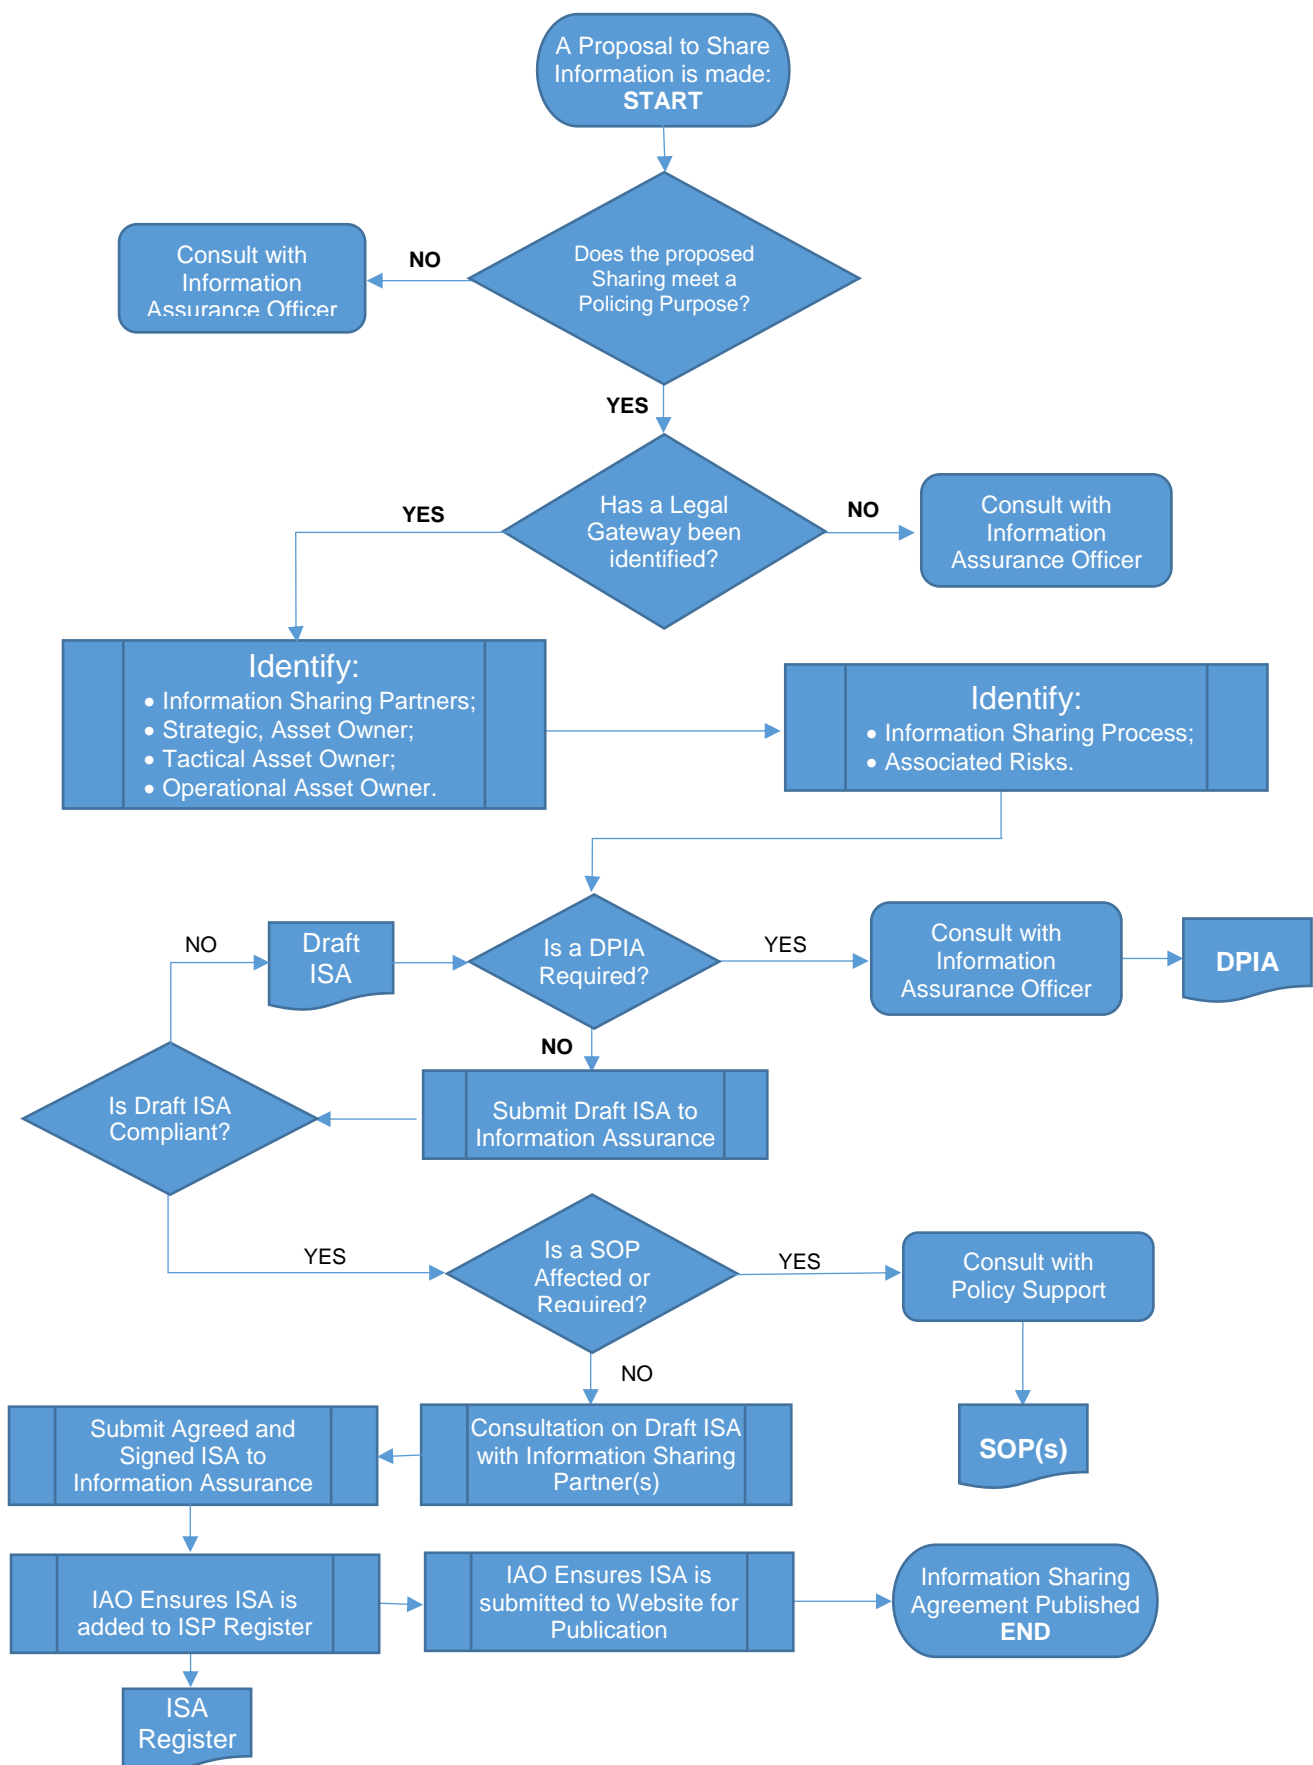 A Proposal to Share
Information is made:
START
Does the proposed
Sharing meet a
Policing Purpose?
NO
Consult with
Information
Assurance Officer
YES
Has a Legal
Gateway been
identified?
YES
NO
Consult with
Information
Assurance Officer
Identify:
• Information Sharing Partners;
• Strategic, Asset Owner;
• Tactical Asset Owner;
• Operational Asset Owner.
Identify:
• Information Sharing Process;
• Associated Risks.
NO
Draft
ISA
Is a DPIA
Required?
YES
Consult with
Information
Assurance Officer
DPIA
NO
Is Draft ISA
Compliant?
Submit Draft ISA to
Information Assurance
YES
Is a SOP
Affected or
Required?
YES
Consult with
Policy Support
NO
SOP(s)
Submit Agreed and
Signed ISA to
Information Assurance
Consultation on Draft ISA
with Information Sharing
Partner(s)
IAO Ensures ISA is
added to ISP Register
IAO Ensures ISA is
submitted to Website for
Publication
Information Sharing
Agreement Published
END
ISA
Register